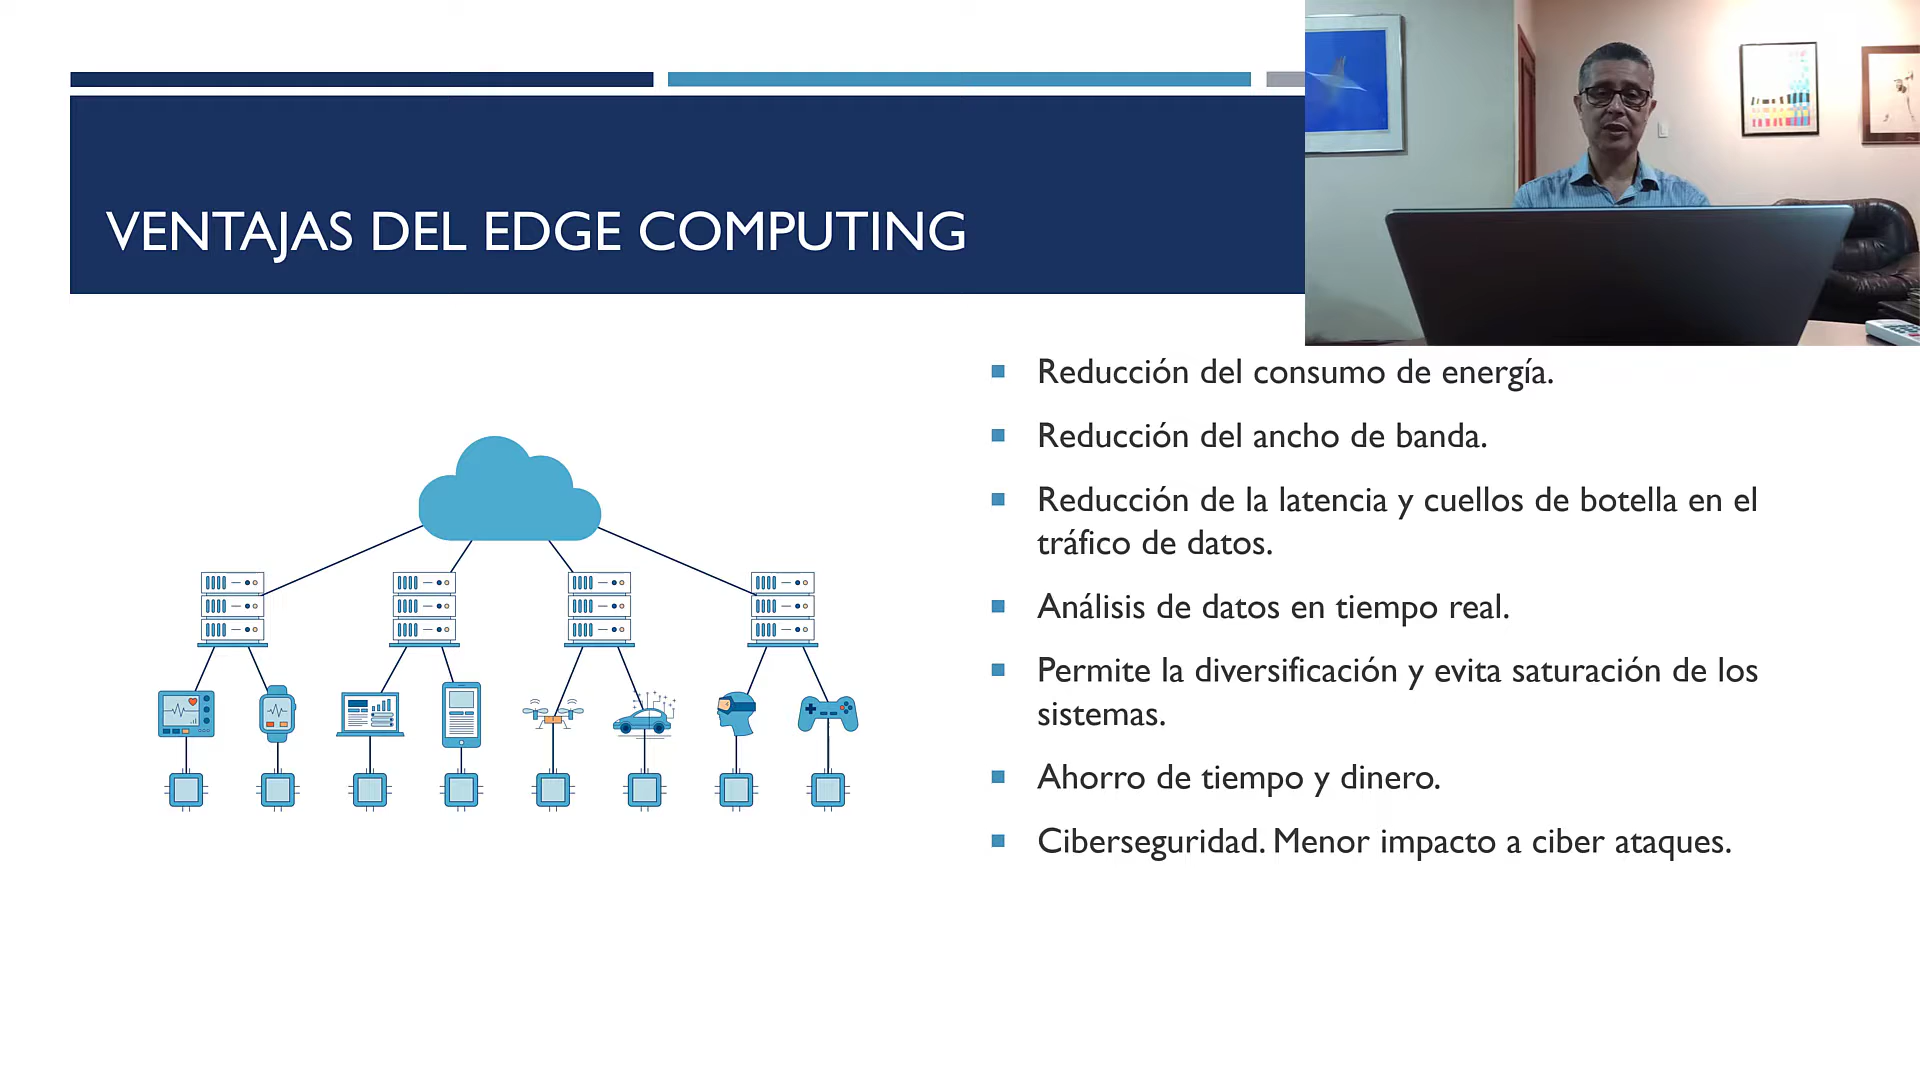 VENTAJAS DEL EDGE COMPUTING
Reducción del consumo de energía.
Reducción del ancho de banda.
Reducción de la latencia y cuellos de botella en el
tráfico de datos.
Análisis de datos en tiempo real.
Permite la diversificación y evita saturación de los
sistemas.
Ahorro de tiempo y dinero.
Ciberseguridad. Menor impacto a ciber ataques.